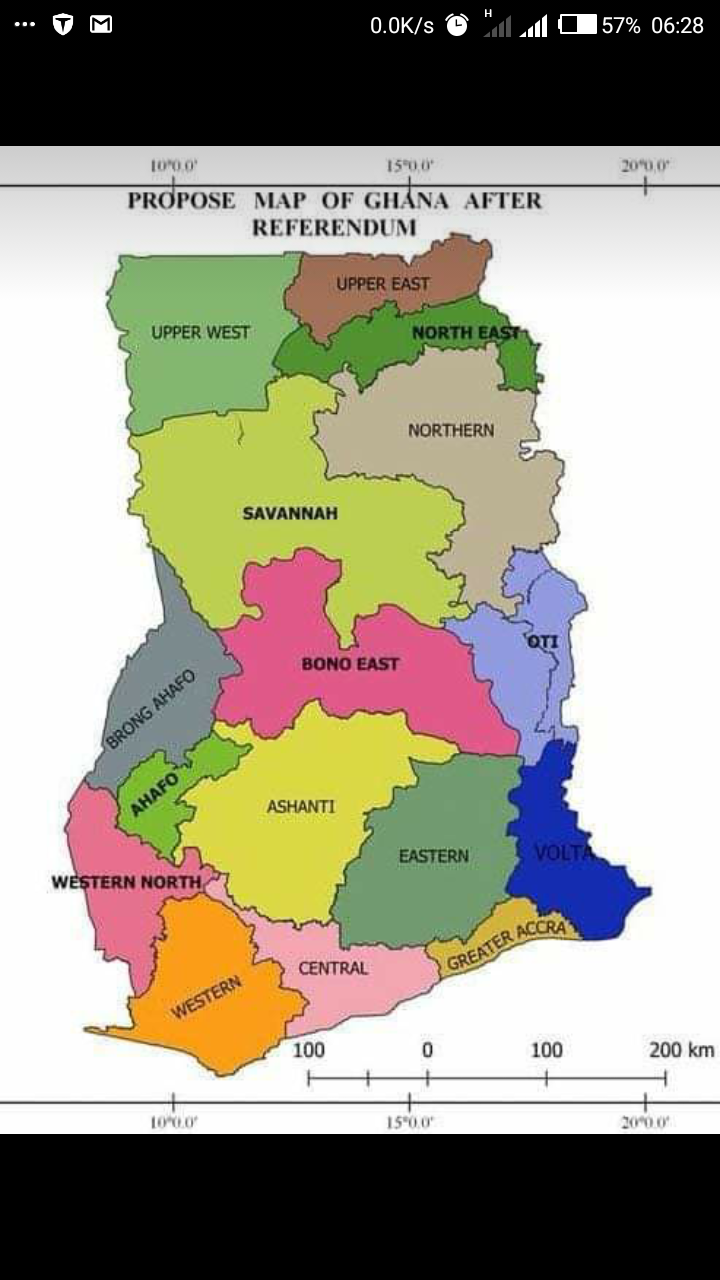 ... 0.0K/s H 57% 06:28
10°0.0' 15°0.0' 20°0.0'
PROPOSE MAP OF GHANA AFTER
REFERENDUM
UPPER EAST
UPPER WEST
NORTH EAST
NORTHERN
SAVANNAH
OTI
BONO EAST
BRONG AHAFO
AHAFO
ASHANTI
EASTERN
VOLTA
WESTERN NORTH
GREATER ACCRA
CENTRAL
WESTERN
100 0 100 200 km
10°0.0' 15°0.0' 20°0.0'